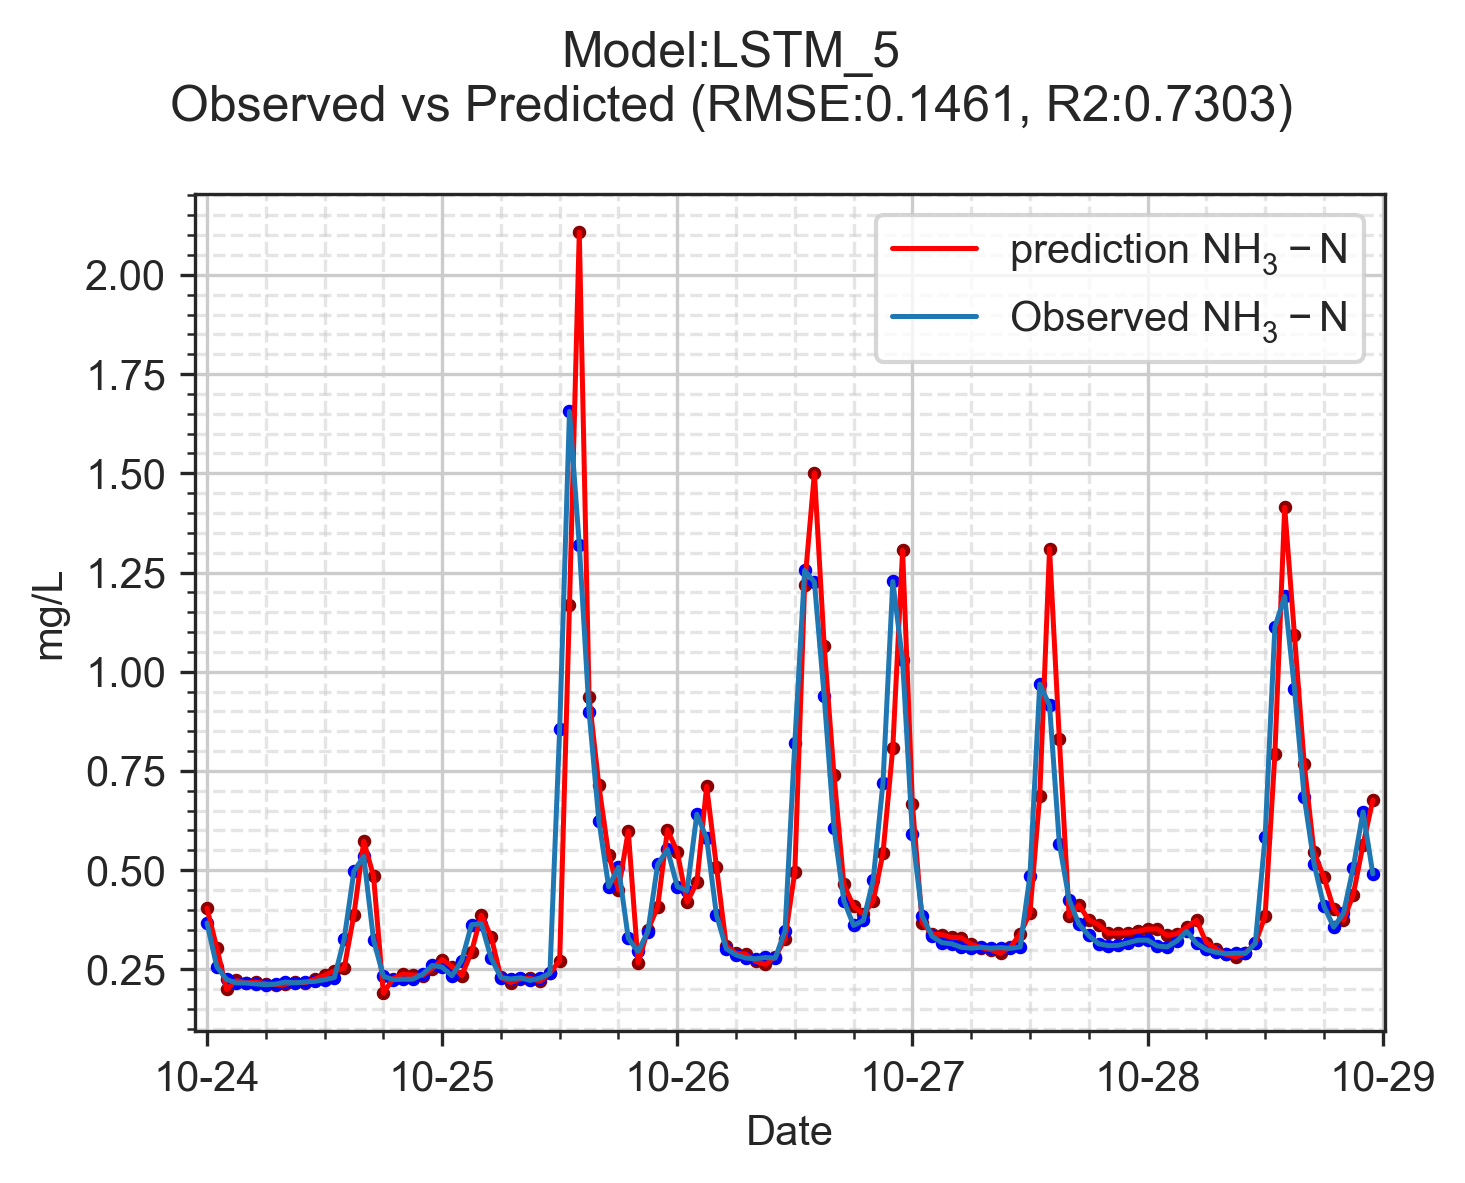 Model:LSTM_5
Observed vs Predicted (RMSE:0.1461, R2:0.7303)
prediction NH₃ − N
Observed NH₃ − N
2.00
1.75
1.50
1.25
1.00
0.75
0.50
0.25
mg/L
10-24 10-25 10-26 10-27 10-28 10-29
Date